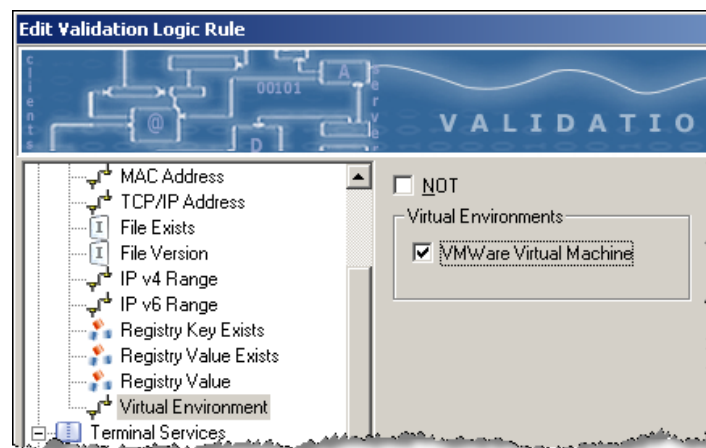 Edit Validation Logic Rule
clients
00101
A
server
@
D
VALIDATIO
MAC Address
TCP/IP Address
File Exists
File Version
IP v4 Range
IP v6 Range
Registry Key Exists
Registry Value Exists
Registry Value
Virtual Environment
Terminal Services
NOT
Virtual Environments
VMWare Virtual Machine